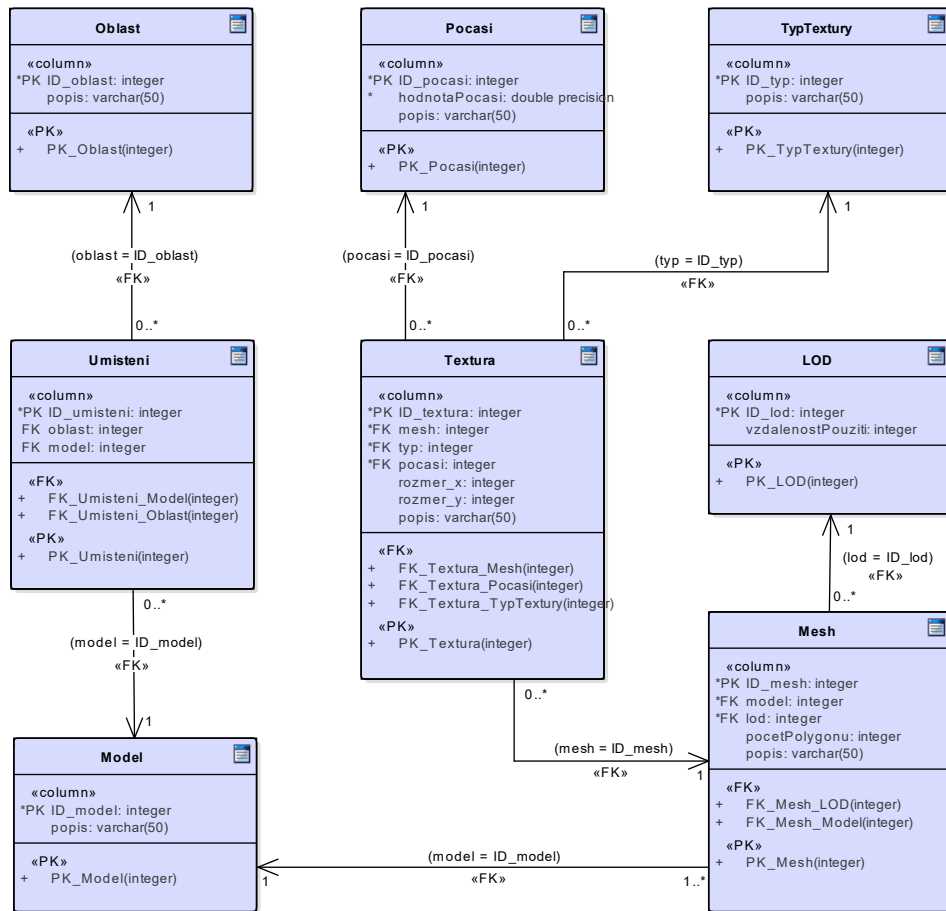 Oblast
«column»
*PK ID_oblast: integer
popis: varchar(50)
«PK»
+ PK_Oblast(integer)
Pocasi
«column»
*PK ID_pocasi: integer
* hodnotaPocasi: double precision
popis: varchar(50)
«PK»
+ PK_Pocasi(integer)
TypTextury
«column»
*PK ID_typ: integer
popis: varchar(50)
«PK»
+ PK_TypTextury(integer)
1
(oblast = ID_oblast)
«FK»
0..*
1
(pocasi = ID_pocasi)
«FK»
0..*
1
(typ = ID_typ)
«FK»
0..*
Umisteni
«column»
*PK ID_umisteni: integer
FK oblast: integer
FK model: integer
«FK»
+ FK_Umisteni_Model(integer)
+ FK_Umisteni_Oblast(integer)
«PK»
+ PK_Umisteni(integer)
Textura
«column»
*PK ID_textura: integer
*FK mesh: integer
*FK typ: integer
*FK pocasi: integer
rozmer_x: integer
rozmer_y: integer
popis: varchar(50)
«FK»
+ FK_Textura_Mesh(integer)
+ FK_Textura_Pocasi(integer)
+ FK_Textura_TypTextury(integer)
«PK»
+ PK_Textura(integer)
LOD
«column»
*PK ID_lod: integer
vzdalenostPouziti: integer
«PK»
+ PK_LOD(integer)
1
(lod = ID_lod)
«FK»
0..*
0..*
(model = ID_model)
«FK»
1
0..*
(mesh = ID_mesh)
«FK»
1
Mesh
«column»
*PK ID_mesh: integer
*FK model: integer
*FK lod: integer
pocetPolygonu: integer
popis: varchar(50)
«FK»
+ FK_Mesh_LOD(integer)
+ FK_Mesh_Model(integer)
«PK»
+ PK_Mesh(integer)
Model
«column»
*PK ID_model: integer
popis: varchar(50)
«PK»
+ PK_Model(integer)
(model = ID_model)
1
«FK»
1..*